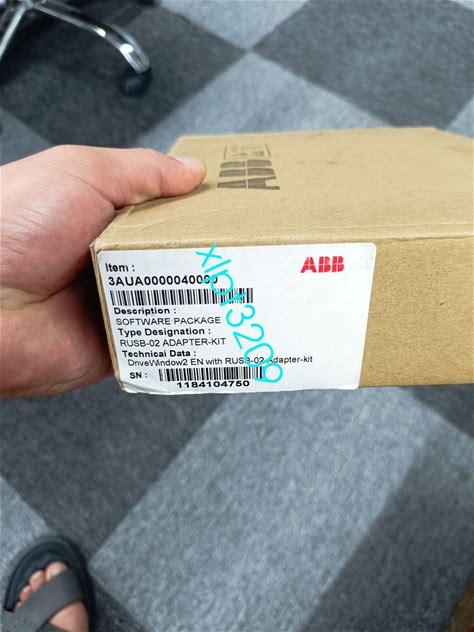 ABB
Item :
ABB
3AUA0000040000
Description :
SOFTWARE PACKAGE
Type Designation :
RUSB-02 ADAPTER-KIT
Technical Data :
DriveWindow2 EN with RUSB-02 Adapter-kit
SN :
1184104750